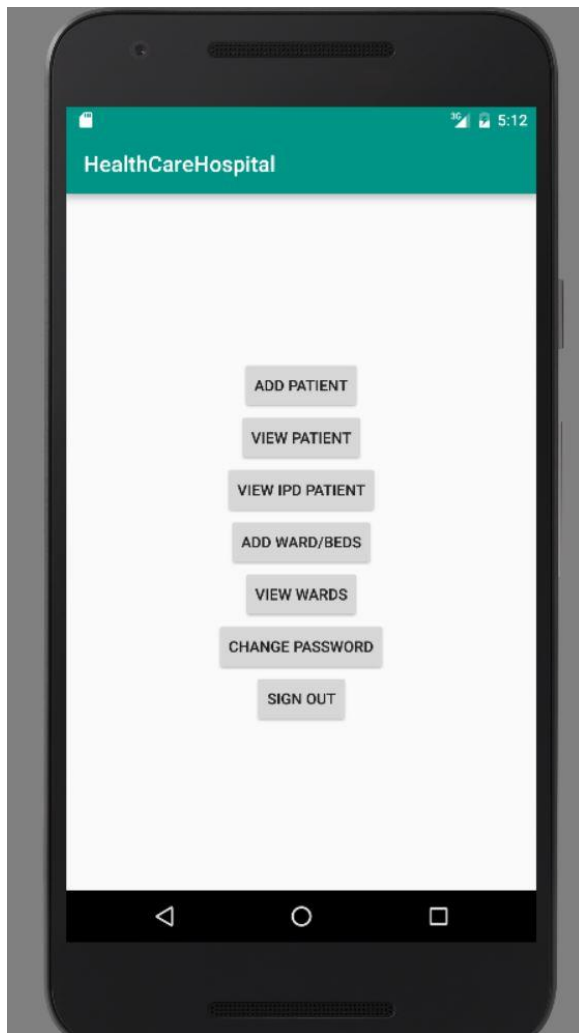 3G 5:12
HealthCareHospital
ADD PATIENT
VIEW PATIENT
VIEW IPD PATIENT
ADD WARD/BEDS
VIEW WARDS
CHANGE PASSWORD
SIGN OUT